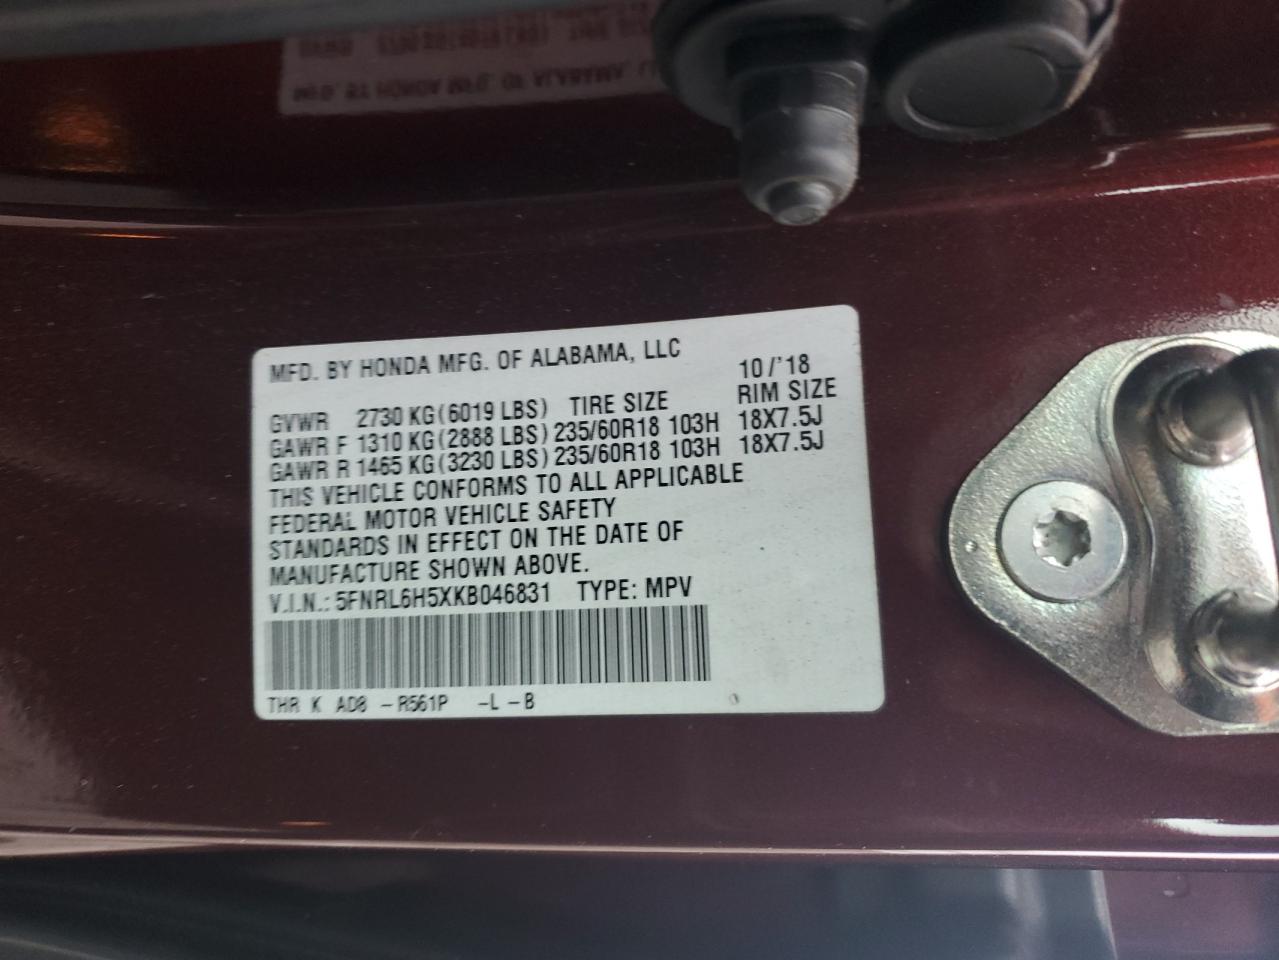 MFD. BY HONDA MFG. OF ALABAMA, LLC 10/'18
GVWR 2730 KG(6019 LBS) TIRE SIZE RIM SIZE
GAWR F 1310 KG(2888 LBS) 235/60R18 103H 18X7.5J
GAWR R 1465 KG(3230 LBS) 235/60R18 103H 18X7.5J
THIS VEHICLE CONFORMS TO ALL APPLICABLE
FEDERAL MOTOR VEHICLE SAFETY
STANDARDS IN EFFECT ON THE DATE OF
MANUFACTURE SHOWN ABOVE.
V.I.N.: 5FNRL6H5XKB046831 TYPE: MPV
THR K AD8 -R561P -L -B